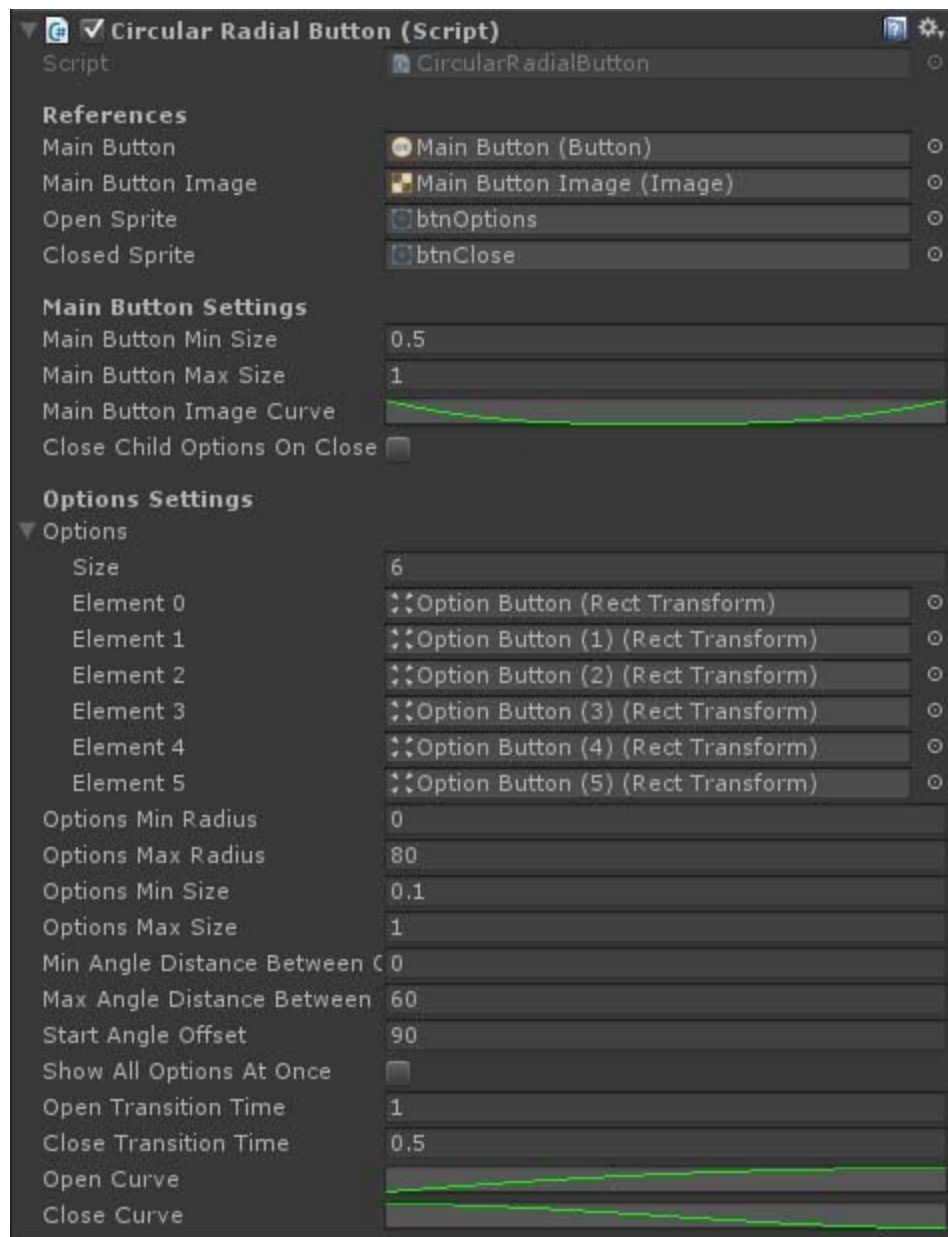 Circular Radial Button (Script)
Script CircularRadialButton
References
Main Button Main Button (Button)
Main Button Image Main Button Image (Image)
Open Sprite btnOptions
Closed Sprite btnClose
Main Button Settings
Main Button Min Size 0.5
Main Button Max Size 1
Main Button Image Curve
Close Child Options On Close
Options Settings
Options
Size 6
Element 0 Option Button (Rect Transform)
Element 1 Option Button (1) (Rect Transform)
Element 2 Option Button (2) (Rect Transform)
Element 3 Option Button (3) (Rect Transform)
Element 4 Option Button (4) (Rect Transform)
Element 5 Option Button (5) (Rect Transform)
Options Min Radius 0
Options Max Radius 80
Options Min Size 0.1
Options Max Size 1
Min Angle Distance Between 0
Max Angle Distance Between 60
Start Angle Offset 90
Show All Options At Once
Open Transition Time 1
Close Transition Time 0.5
Open Curve
Close Curve